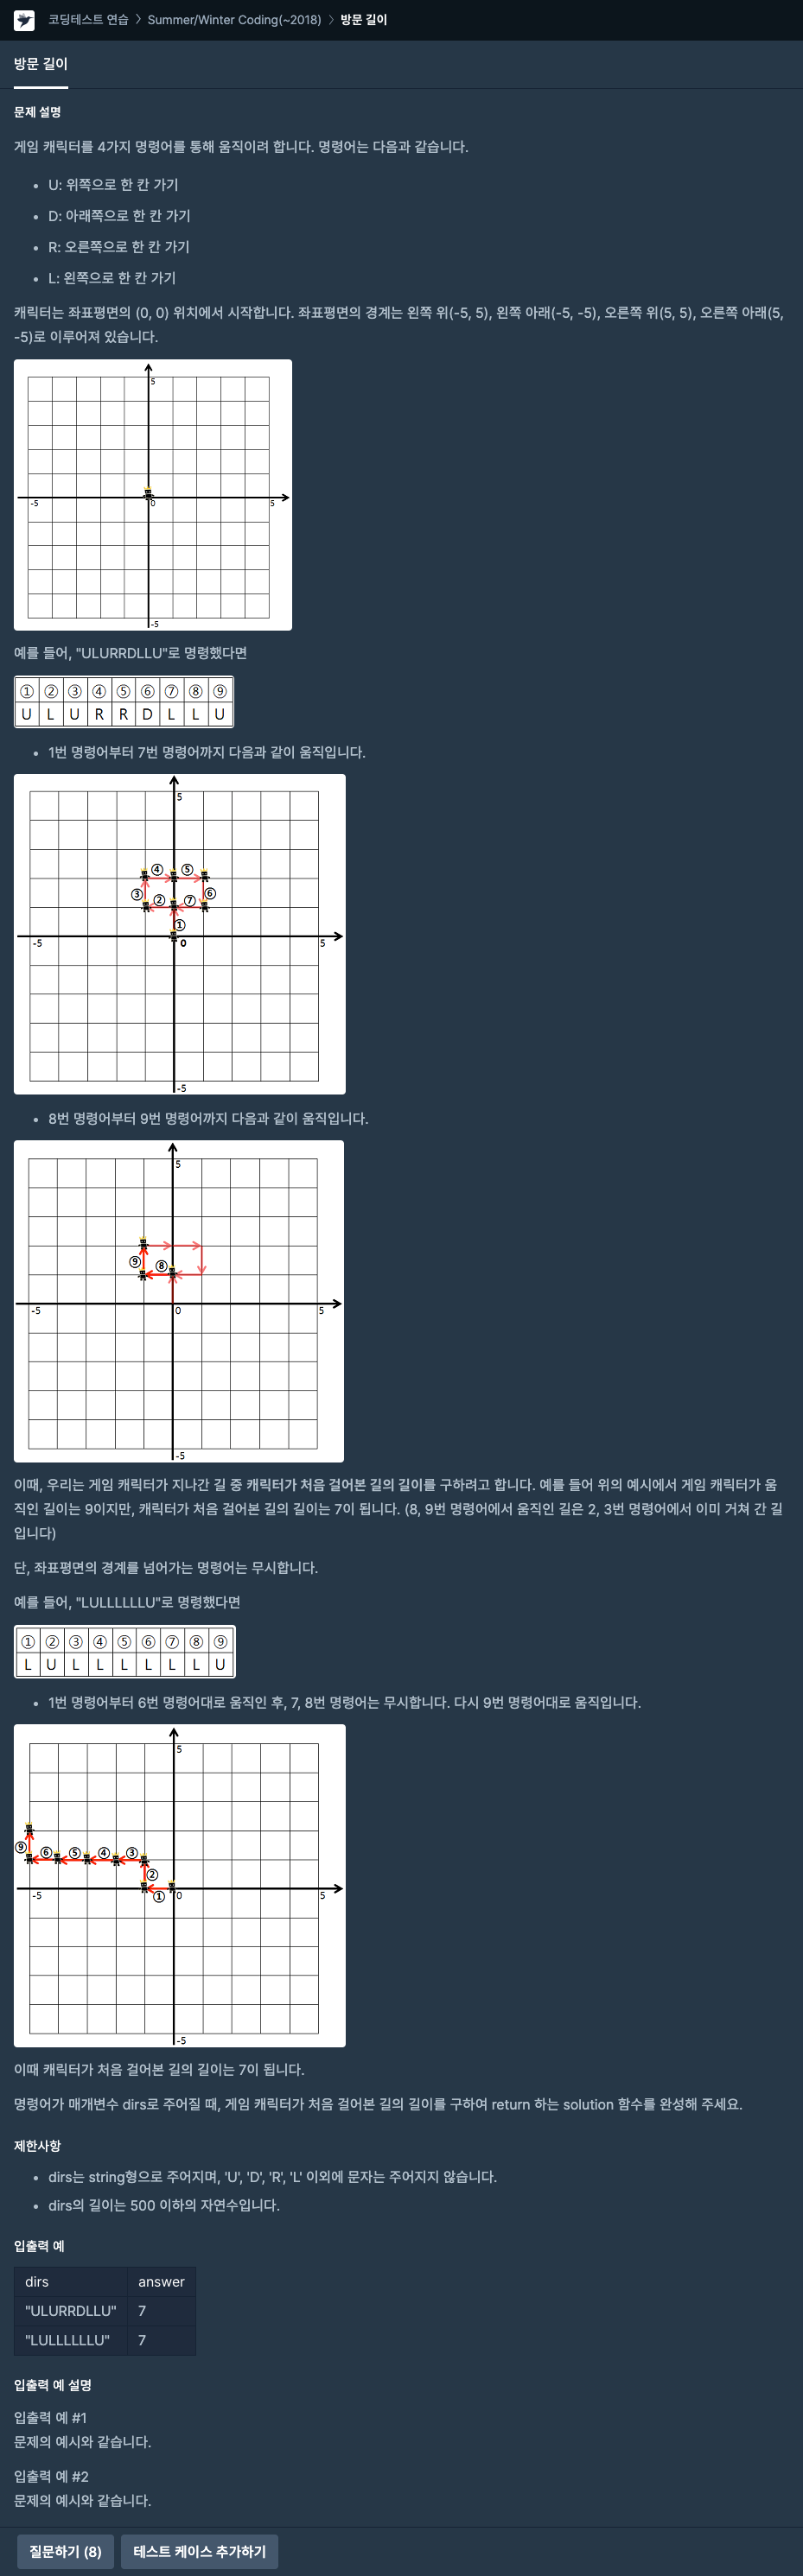 코딩테스트 연습 > Summer/Winter Coding(~2018) > 방문 길이
방문 길이
문제 설명
게임 캐릭터를 4가지 명령어를 통해 움직이려 합니다. 명령어는 다음과 같습니다.
• U: 위쪽으로 한 칸 가기
• D: 아래쪽으로 한 칸 가기
• R: 오른쪽으로 한 칸 가기
• L: 왼쪽으로 한 칸 가기
캐릭터는 좌표평면의 (0, 0) 위치에서 시작합니다. 좌표평면의 경계는 왼쪽 위(-5, 5), 왼쪽 아래(-5, -5), 오른쪽 위(5, 5), 오른쪽 아래(5,
-5)로 이루어져 있습니다.
5
-5 0 5
-5
예를 들어, "ULURRDLLU"로 명령했다면
① ② ③ ④ ⑤ ⑥ ⑦ ⑧ ⑨
U L U R R D L L U
• 1번 명령어부터 7번 명령어까지 다음과 같이 움직입니다.
5
④ ⑤
③ ② ⑦ ⑥
①
-5 0 5
-5
• 8번 명령어부터 9번 명령어까지 다음과 같이 움직입니다.
5
⑨ ⑧
-5 0 5
-5
이때, 우리는 게임 캐릭터가 지나간 길 중 캐릭터가 처음 걸어본 길의 길이를 구하려고 합니다. 예를 들어 위의 예시에서 게임 캐릭터가 움
직인 길이는 9이지만, 캐릭터가 처음 걸어본 길의 길이는 7이 됩니다. (8, 9번 명령어에서 움직인 길은 2, 3번 명령어에서 이미 거쳐 간 길
입니다)
단, 좌표평면의 경계를 넘어가는 명령어는 무시합니다.
예를 들어, "LULLLLLLU"로 명령했다면
① ② ③ ④ ⑤ ⑥ ⑦ ⑧ ⑨
L U L L L L L L U
• 1번 명령어부터 6번 명령어대로 움직인 후, 7, 8번 명령어는 무시합니다. 다시 9번 명령어대로 움직입니다.
5
⑨ ⑥ ⑤ ④ ③
②
①
-5 0 5
-5
이때 캐릭터가 처음 걸어본 길의 길이는 7이 됩니다.
명령어가 매개변수 dirs로 주어질 때, 게임 캐릭터가 처음 걸어본 길의 길이를 구하여 return 하는 solution 함수를 완성해 주세요.
제한사항
• dirs는 string형으로 주어지며, 'U', 'D', 'R', 'L' 이외에 문자는 주어지지 않습니다.
• dirs의 길이는 500 이하의 자연수입니다.
입출력 예
dirs answer
"ULURRDLLU" 7
"LULLLLLLU" 7
입출력 예 설명
입출력 예 #1
문제의 예시와 같습니다.
입출력 예 #2
문제의 예시와 같습니다.
질문하기 (8) 테스트 케이스 추가하기